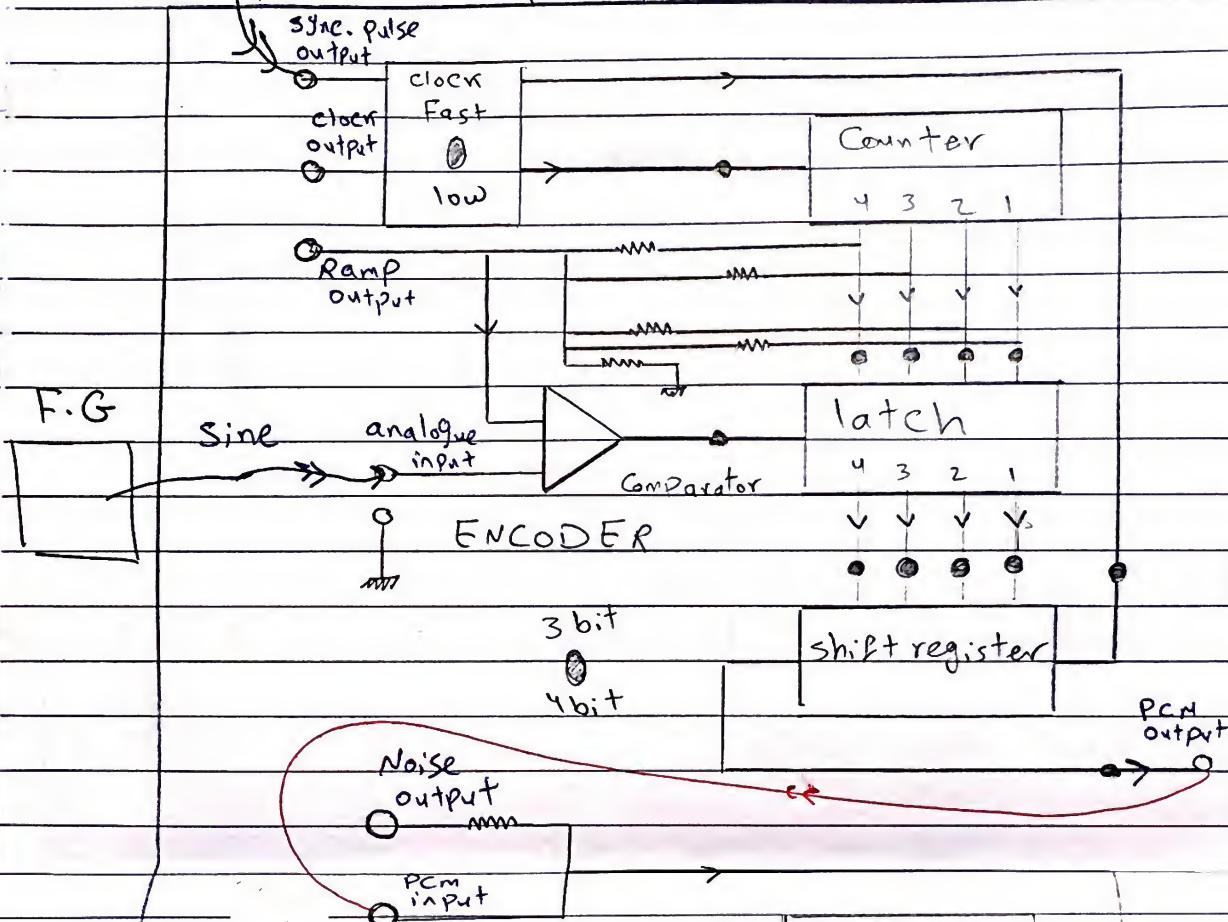 sync. pulse
output
clock
Fast
low
clock
output
Counter
4 3 2 1
Ramp
output
F.G
Sine
analogue
input
Comparator
latch
4 3 2 1
ENCODER
3 bit
4 bit
shift register
PCM
output
Noise
output
PCM
input